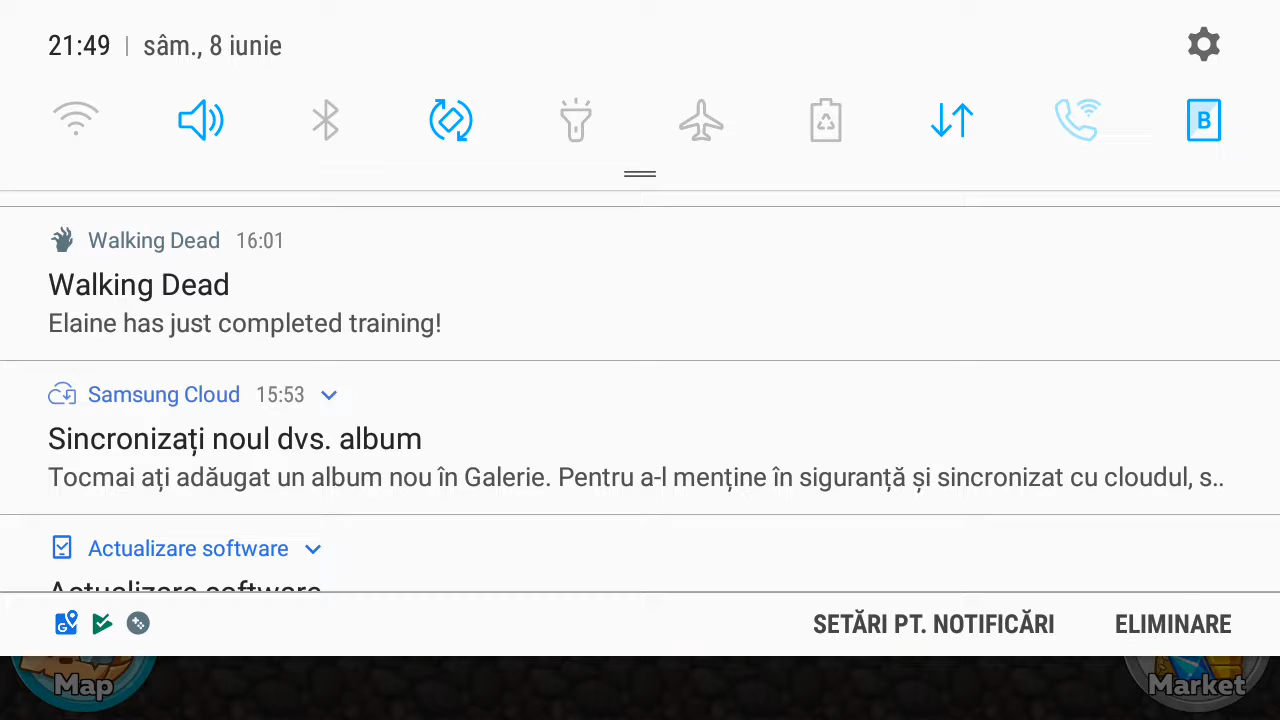 21:49 | sâm., 8 iunie
B
Walking Dead 16:01
Walking Dead
Elaine has just completed training!
Samsung Cloud 15:53
Sincronizați noul dvs. album
Tocmai ați adăugat un album nou în Galerie. Pentru a-l menține în siguranță și sincronizat cu cloudul, s..
Actualizare software
Actualizare software
SETĂRI PT. NOTIFICĂRI ELIMINARE
Map Market